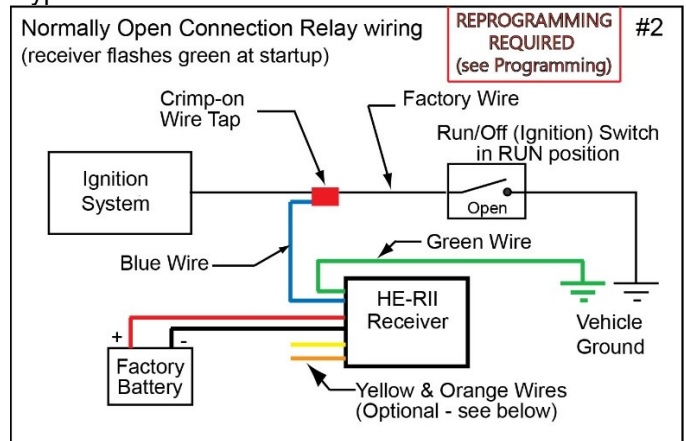 Normally Open Connection Relay wiring
(receiver flashes green at startup)
REPROGRAMMING
REQUIRED
(see Programming)
#2
Crimp-on
Wire Tap
Factory Wire
Run/Off (Ignition) Switch
in RUN position
Ignition
System
Open
Blue Wire
Green Wire
HE-RII
Receiver
Vehicle
Ground
+
-
Factory
Battery
Yellow & Orange Wires
(Optional - see below)